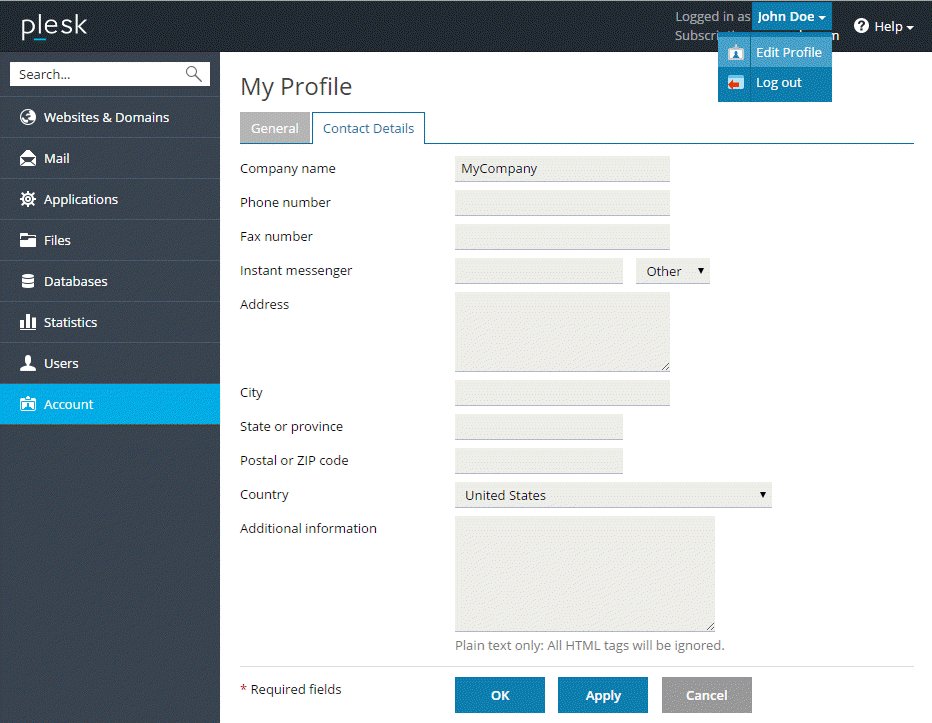 plesk
Logged in as John Doe
Help
Edit Profile
Log out
Search...
Websites & Domains
Mail
Applications
Files
Databases
Statistics
Users
Account
My Profile
General Contact Details
Company name MyCompany
Phone number
Fax number
Instant messenger Other
Address
City
State or province
Postal or ZIP code
Country United States
Additional information
Plain text only: All HTML tags will be ignored.
* Required fields OK Apply Cancel